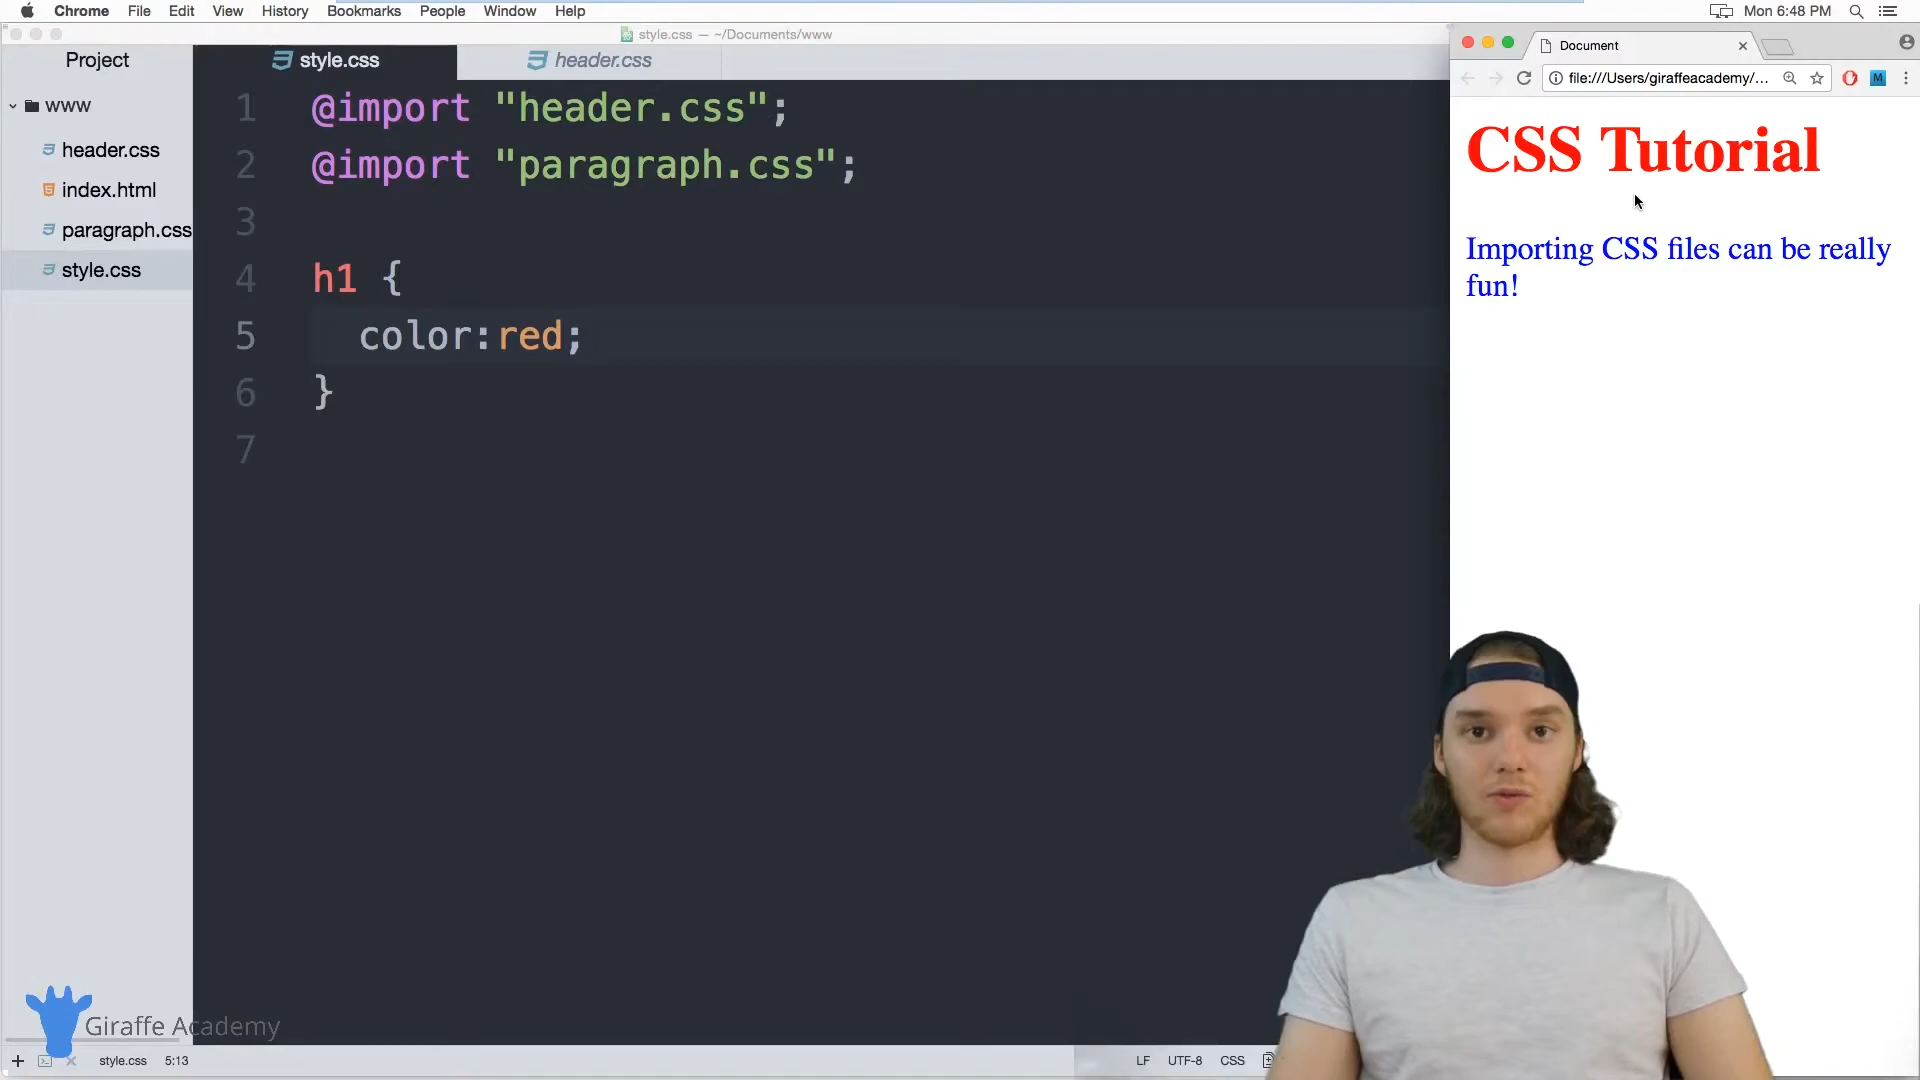 Chrome File Edit View History Bookmarks People Window Help
Mon 6:48 PM
style.css — ~/Documents/www
Project
www
header.css
index.html
paragraph.css
style.css
style.css
header.css
1 @import "header.css";
2 @import "paragraph.css";
3
4 h1 {
5 color:red;
6 }
7
Document
file:///Users/giraffeacademy/...
M
CSS Tutorial
Importing CSS files can be really
fun!
Giraffe Academy
style.css 5:13
LF UTF-8 CSS